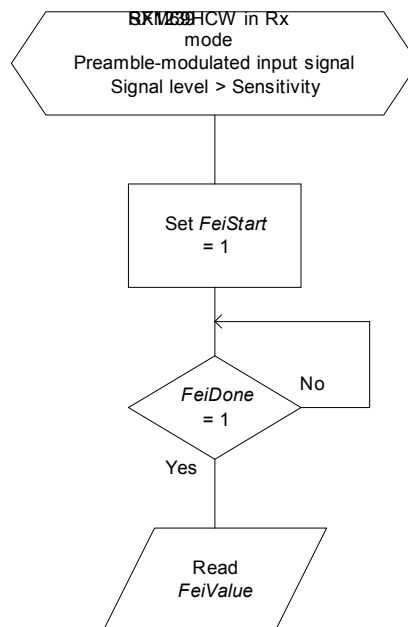 in Rx
mode
Preamble-modulated input signal
Signal level > Sensitivity
Set FeiStart
= 1
No
FeiDone
= 1
Yes
Read
FeiValue